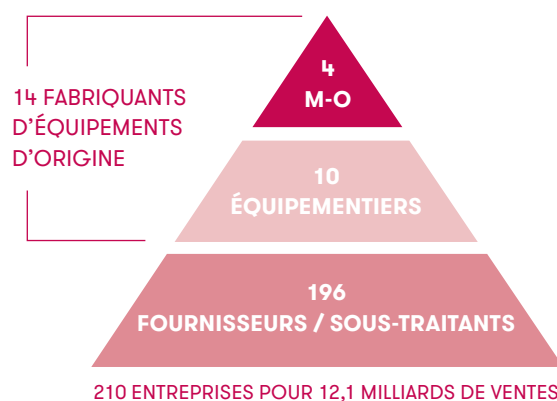 14 FABRIQUANTS
D'ÉQUIPEMENTS
D'ORIGINE
4
M-O
10
ÉQUIPEMENTIERS
196
FOURNISSEURS / SOUS-TRAITANTS
210 ENTREPRISES POUR 12,1 MILLIARDS DE VENTES